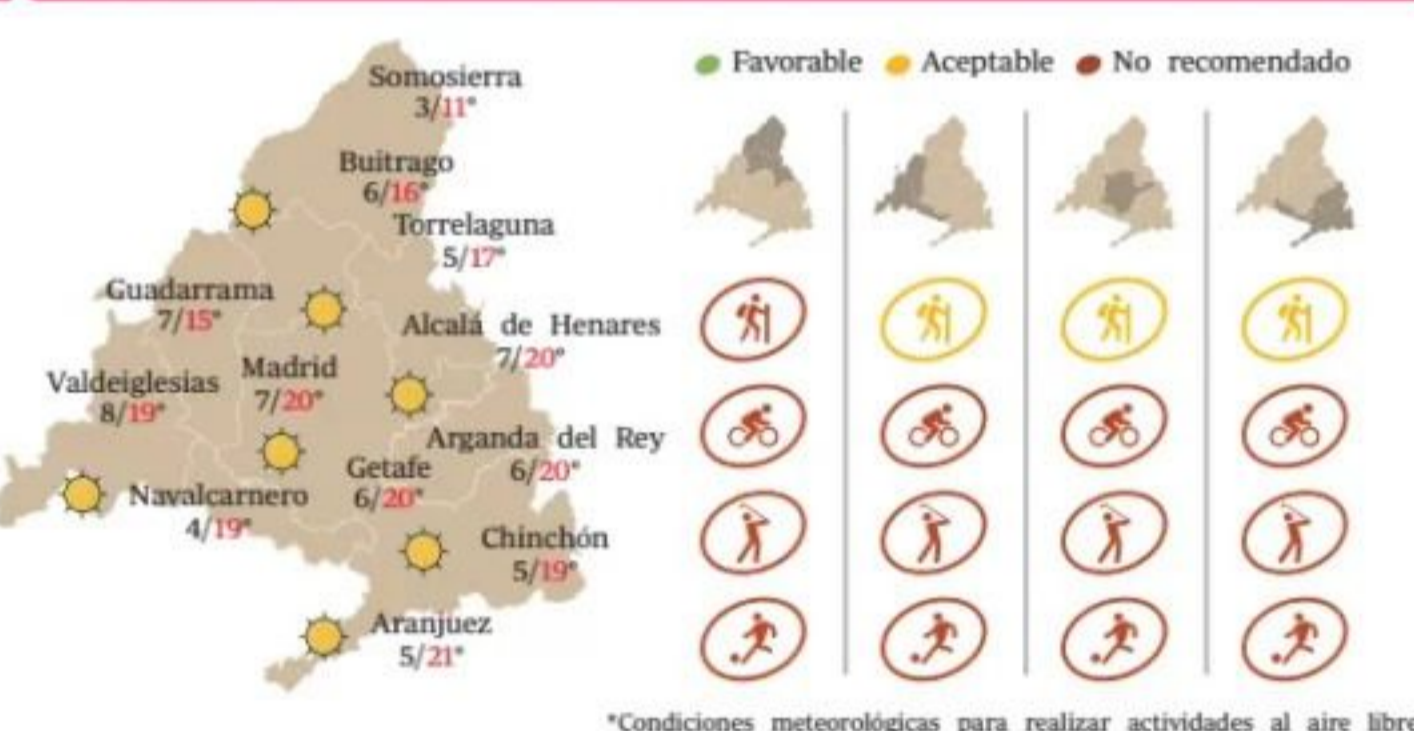 Somosierra
3/11°
Buitrago
6/16°
Torrelaguna
5/17°
Guadarrama
7/15°
Alcalá de Henares
7/20°
Madrid
7/20°
Valdeiglesias
8/19°
Arganda del Rey
6/20°
Getafe
6/20°
Navalcarnero
4/19°
Chinchón
5/19°
Aranjuez
5/21°
Favorable Aceptable No recomendado
*Condiciones meteorológicas para realizar actividades al aire libre